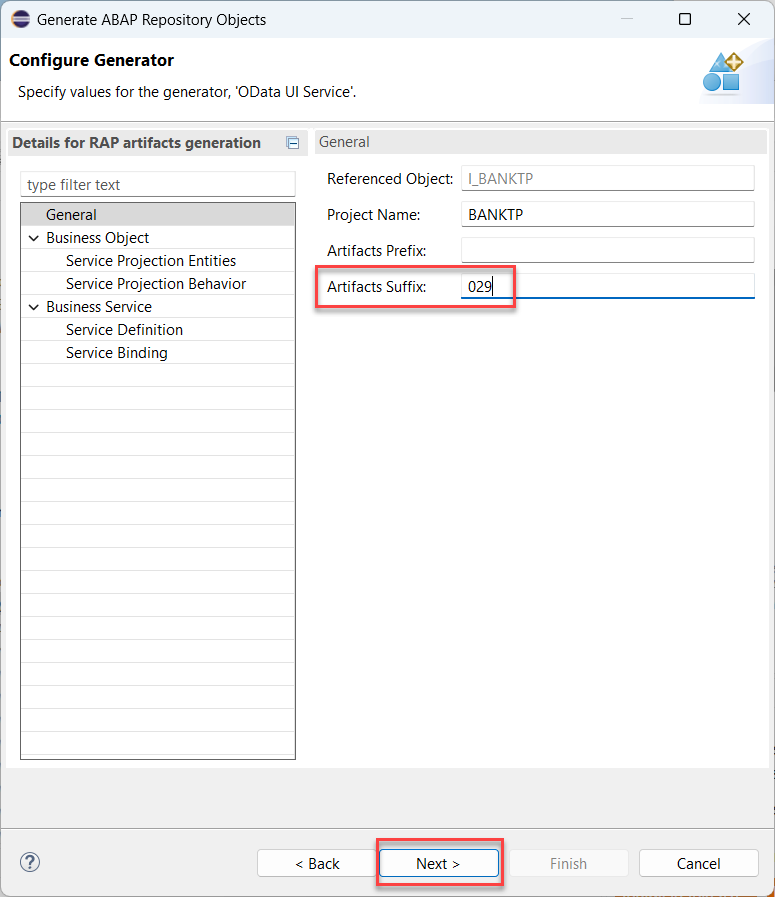 Generate ABAP Repository Objects
Configure Generator
Specify values for the generator, 'OData UI Service'.
Details for RAP artifacts generation
type filter text
General
Business Object
Service Projection Entities
Service Projection Behavior
Business Service
Service Definition
Service Binding
General
Referenced Object: I_BANKTP
Project Name: BANKTP
Artifacts Prefix:
Artifacts Suffix: 029
?
< Back
Next >
Finish
Cancel